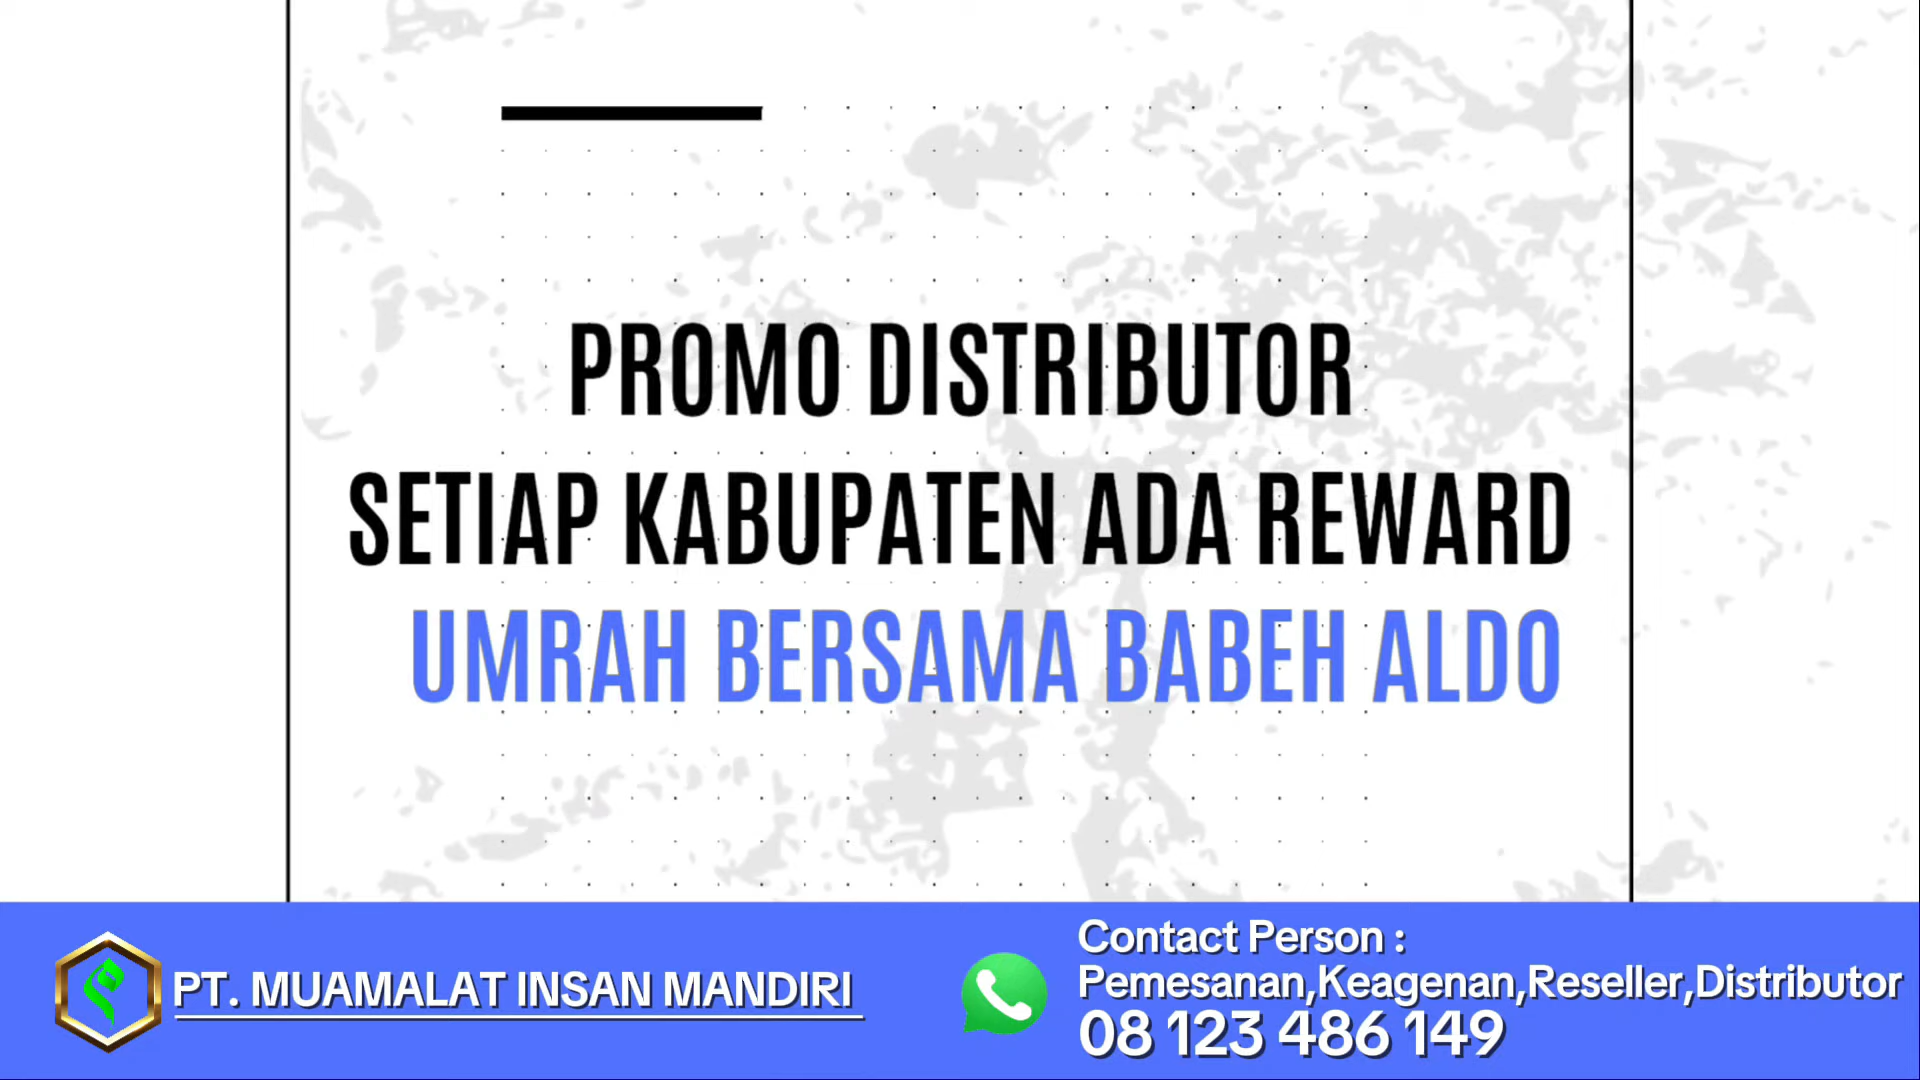 PROMO DISTRIBUTOR
SETIAP KABUPATEN ADA REWARD
UMRAH BERSAMA BABEH ALDO
PT. MUAMALAT INSAN MANDIRI
Contact Person :
Pemesanan,Keagenan,Reseller,Distributor
08 123 486 149